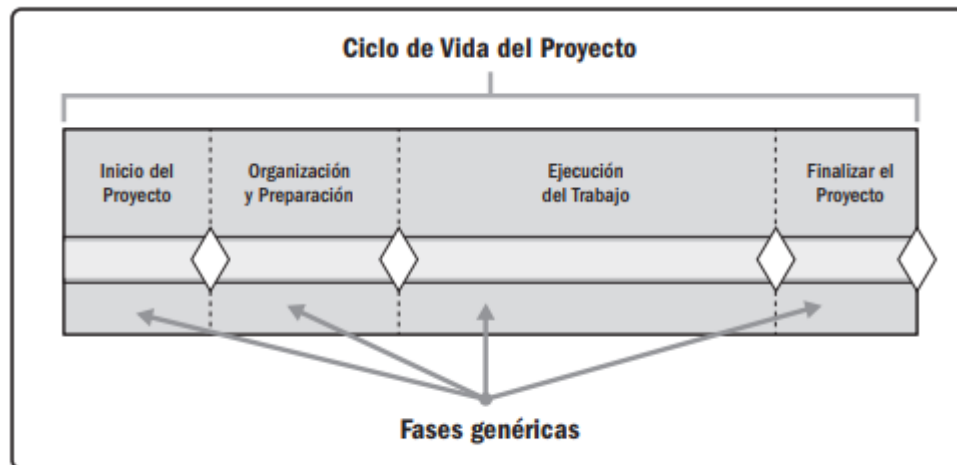 Ciclo de Vida del Proyecto
Inicio del
Proyecto
Organización
y Preparación
Ejecución
del Trabajo
Finalizar el
Proyecto
Fases genéricas